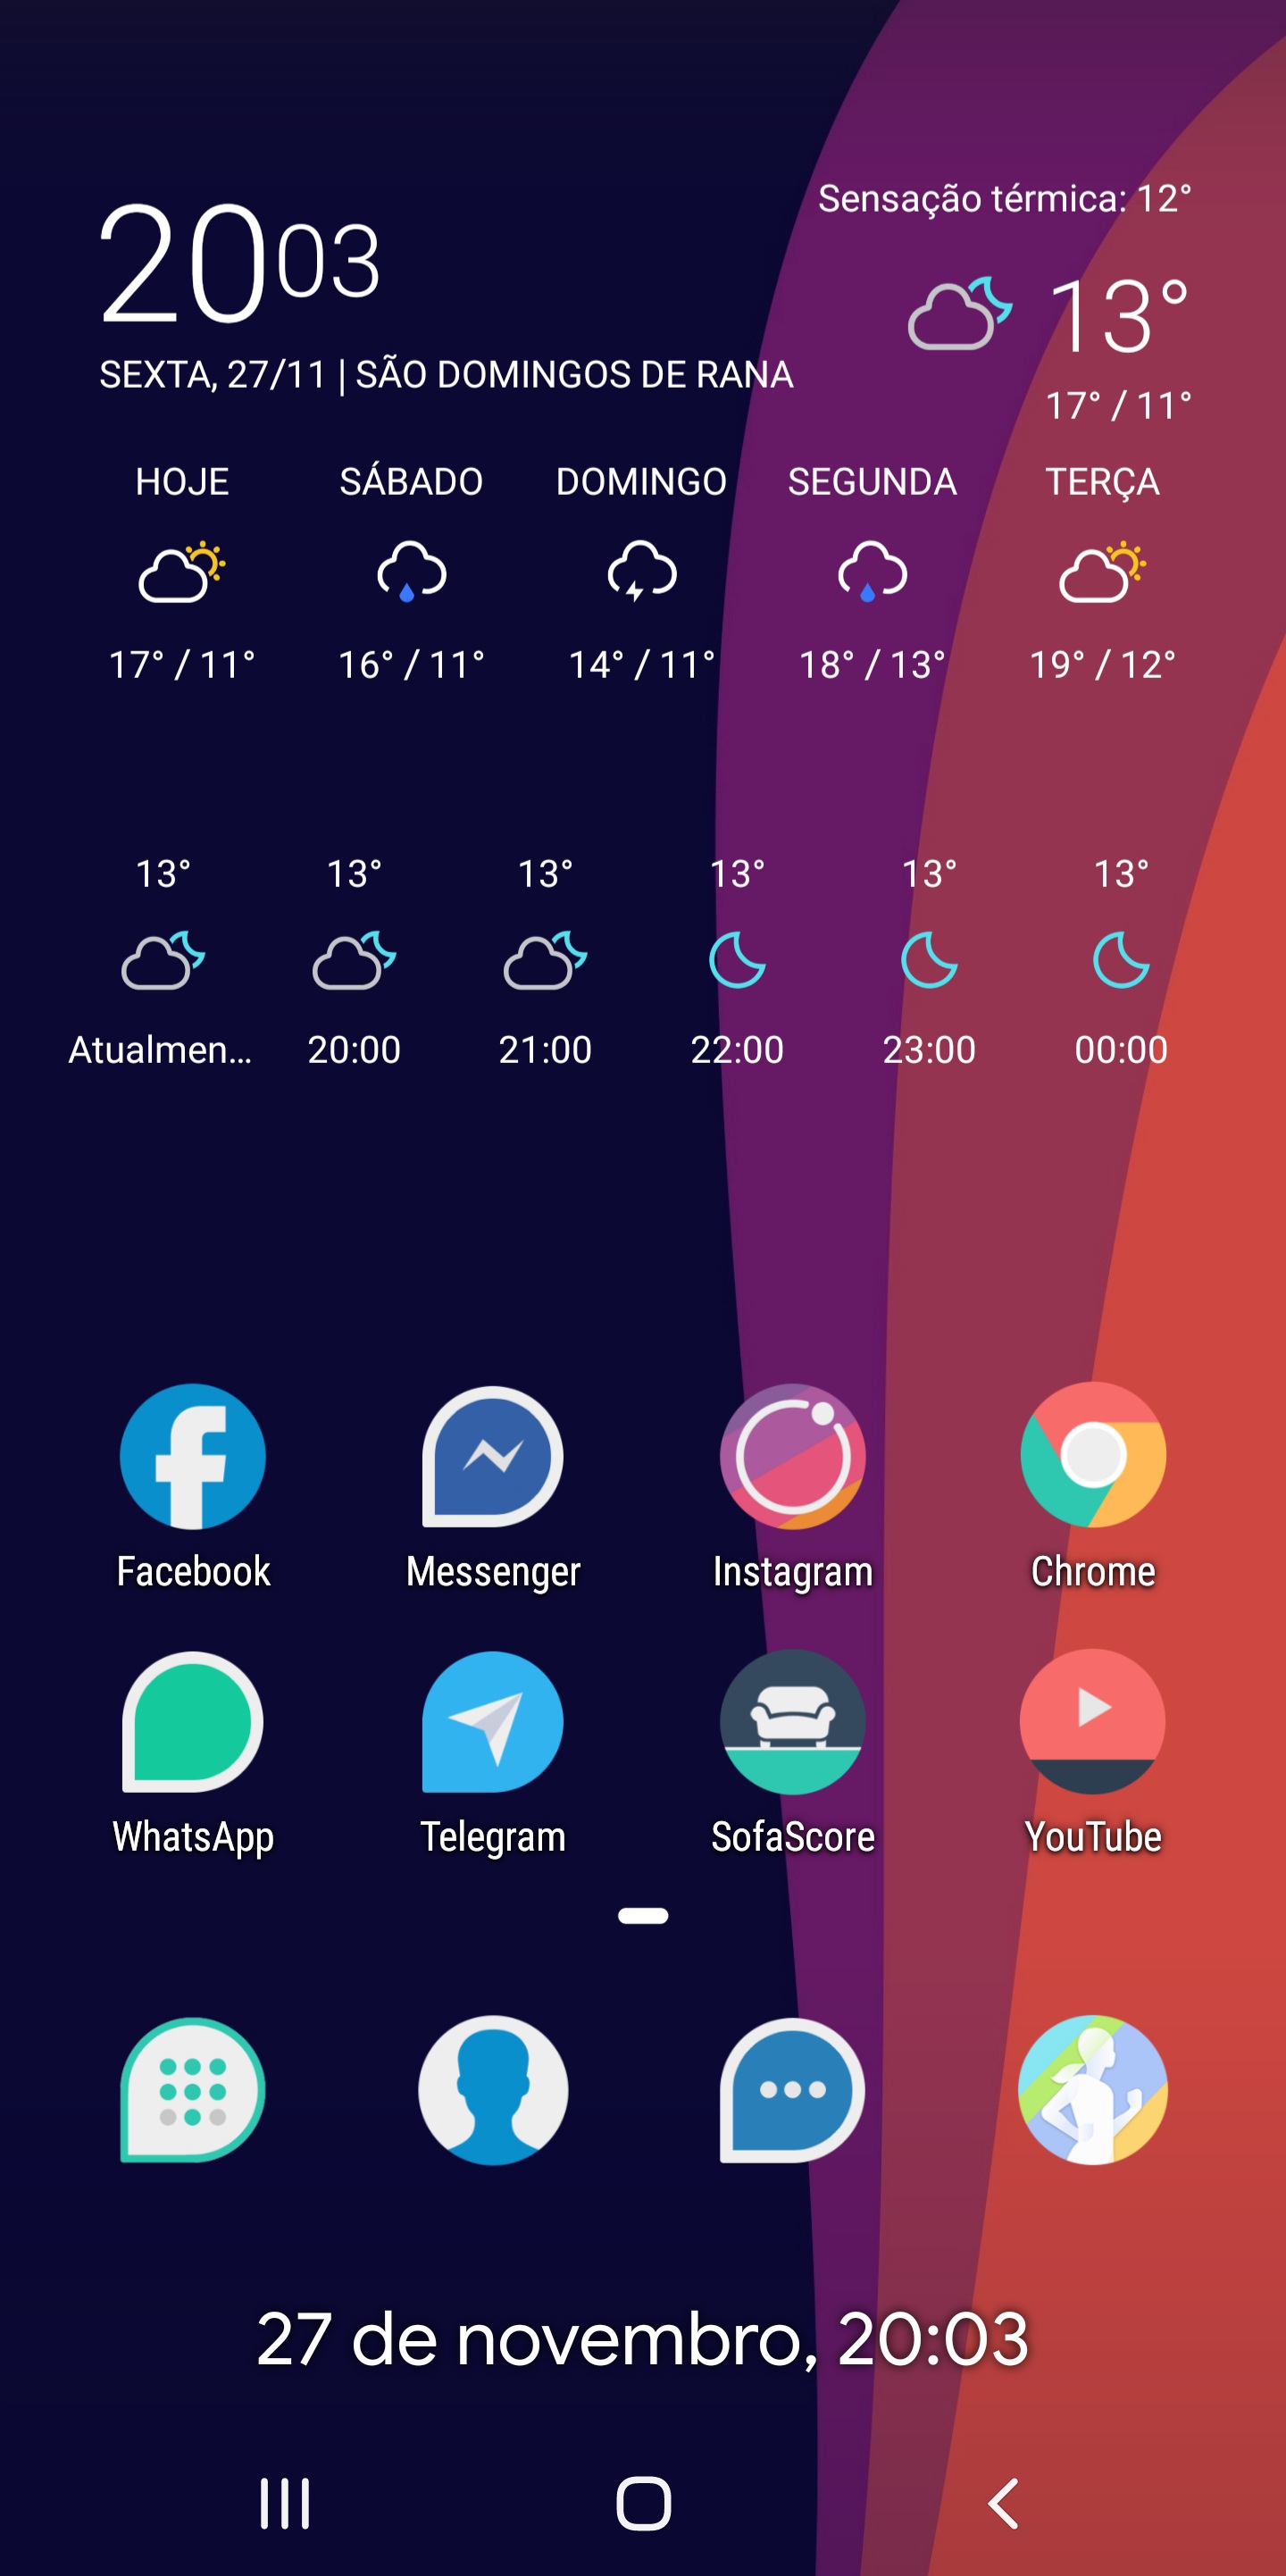 2003
Sensação térmica: 12°
13°
SEXTA, 27/11 | SÃO DOMINGOS DE RANA
17° / 11°
HOJE SÁBADO DOMINGO SEGUNDA TERÇA
17° / 11° 16° / 11° 14° / 11° 18° / 13° 19° / 12°
13° 13° 13° 13° 13° 13°
Atualmen... 20:00 21:00 22:00 23:00 00:00
Facebook Messenger Instagram Chrome
WhatsApp Telegram SofaScore YouTube
27 de novembro, 20:03